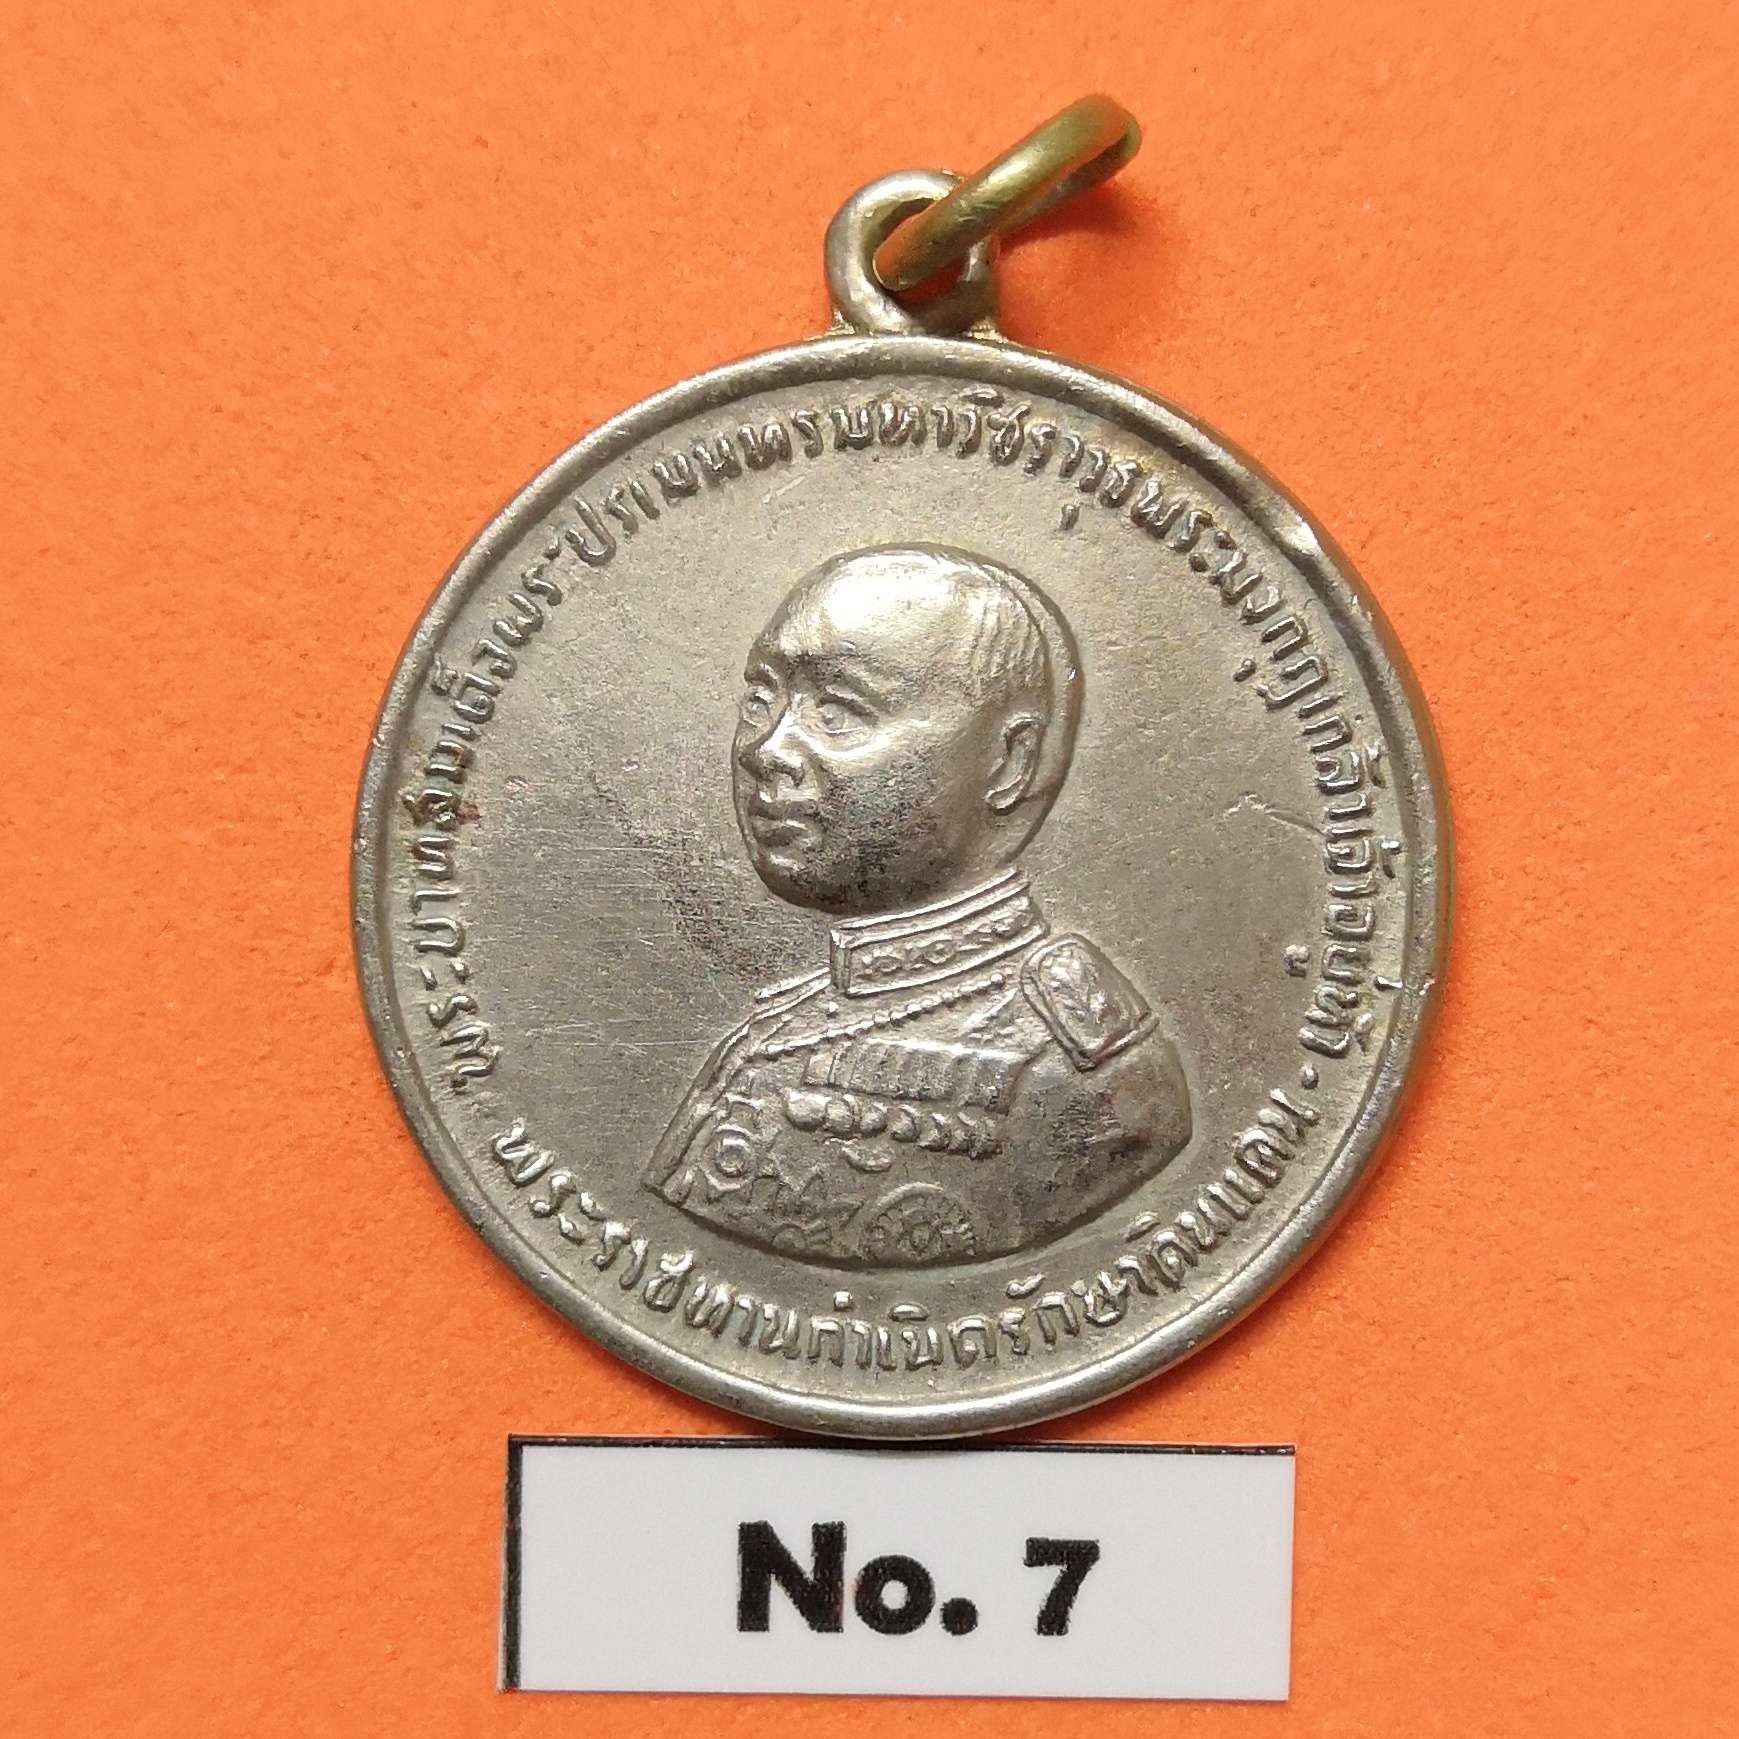 พระบาทสมเด็จพระปรเมนทรมหาวชิราวุธพระมงกุฎเกล้าเจ้าอยู่หัว
พระราชทานกำเนิดรักษาดินแดน
No. 7